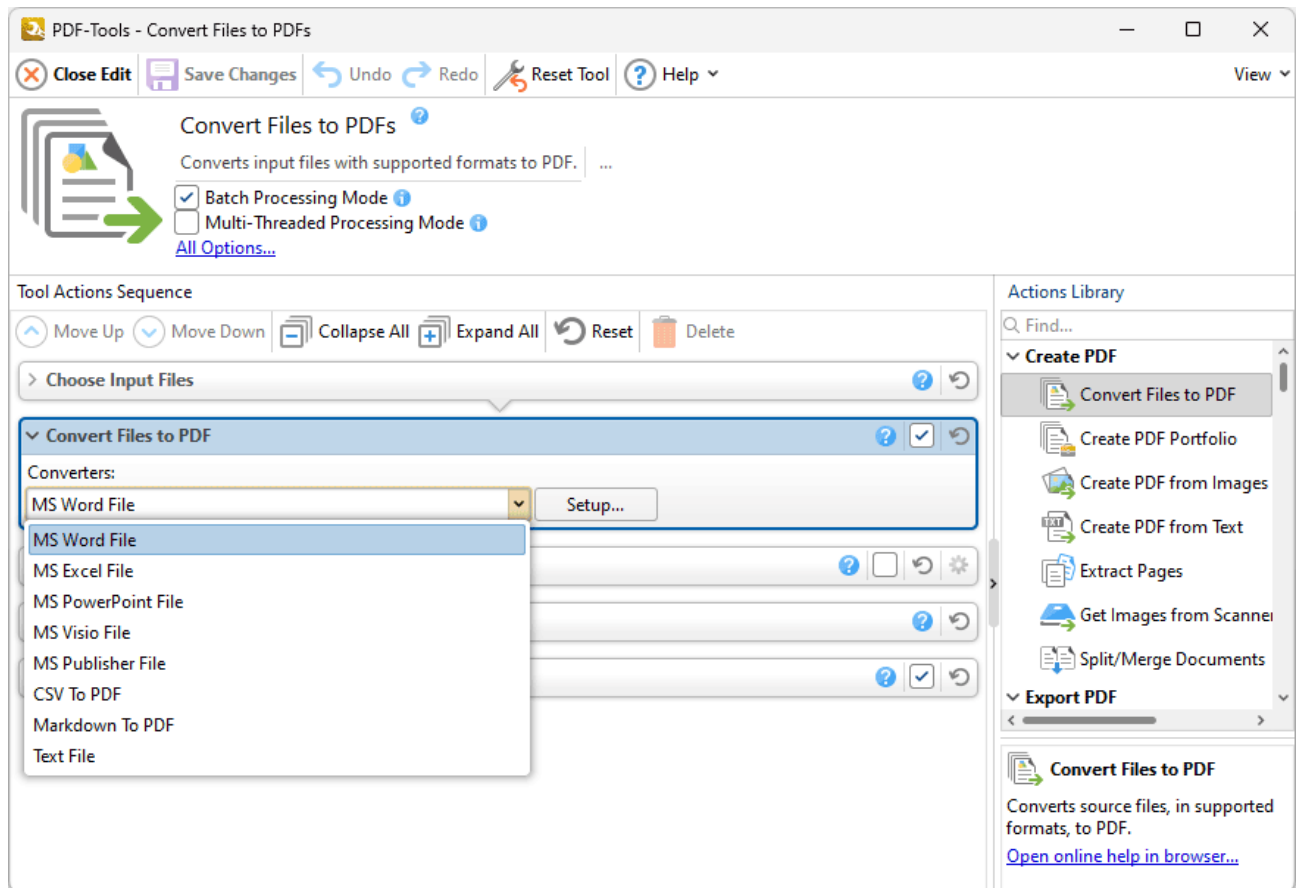 PDF-Tools - Convert Files to PDFs
Close Edit Save Changes Undo Redo Reset Tool ? Help View
Convert Files to PDFs ?
Converts input files with supported formats to PDF. ...
Batch Processing Mode i
Multi-Threaded Processing Mode i
All Options...
Tool Actions Sequence
Move Up Move Down Collapse All Expand All Reset Delete
Choose Input Files ?
Convert Files to PDF ?
Converters:
MS Word File Setup...
MS Word File
MS Excel File
MS PowerPoint File
MS Visio File
MS Publisher File
CSV To PDF
Markdown To PDF
Text File
?
?
?
Actions Library
Find...
Create PDF
Convert Files to PDF
Create PDF Portfolio
Create PDF from Images
TXT Create PDF from Text
Extract Pages
Get Images from Scanner
Split/Merge Documents
Export PDF
Convert Files to PDF
Converts source files, in supported
formats, to PDF.
Open online help in browser...